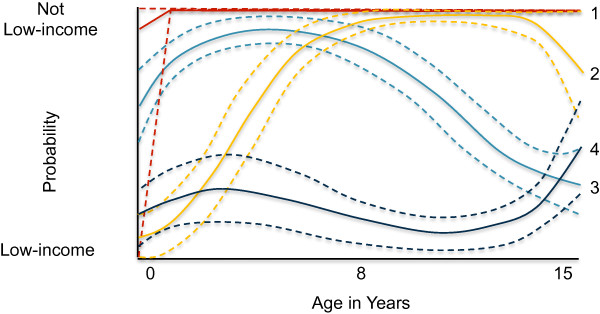 Not
Low-income
1
2
4
3
Probability
Low-income
0 8 15
Age in Years